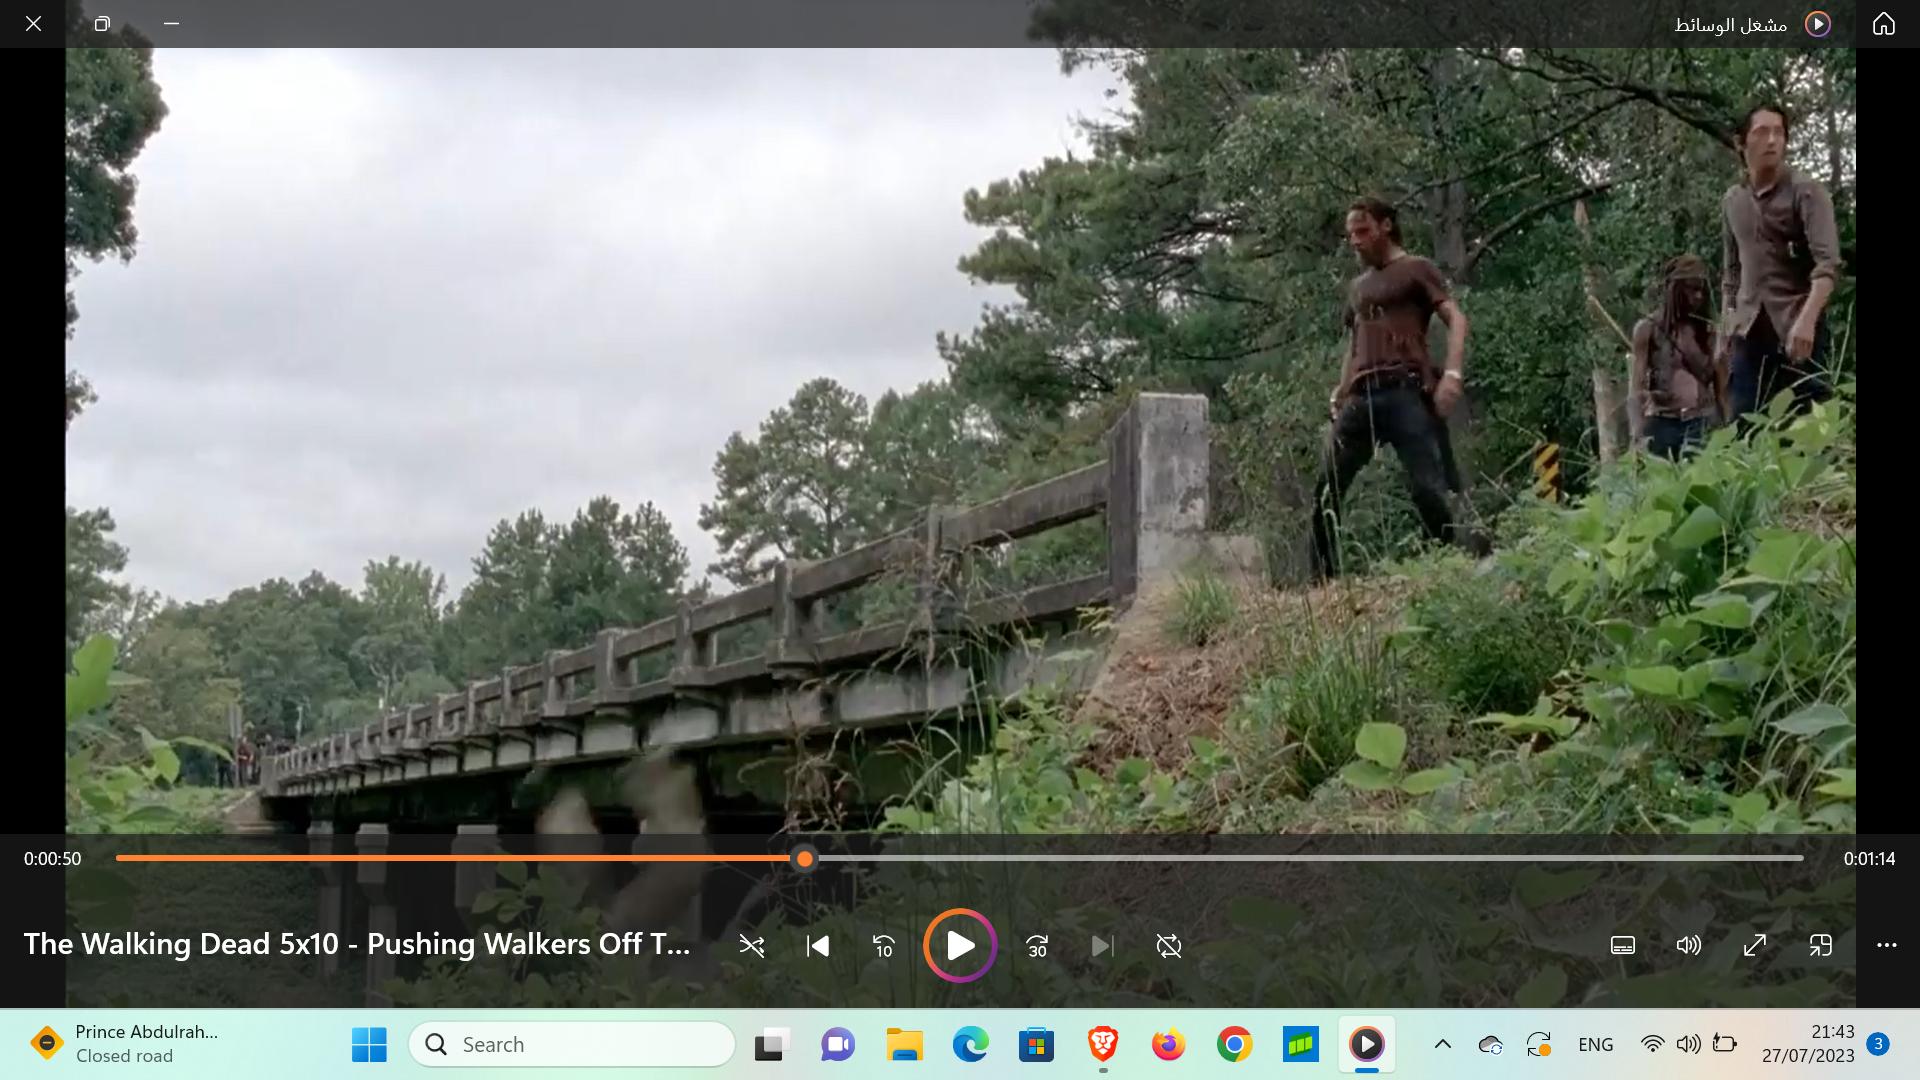 مشغل الوسائط
0:00:50
0:01:14
The Walking Dead 5x10 - Pushing Walkers Off T...
10
30
Prince Abdulrah...
Closed road
Search
ENG
21:43
27/07/2023
3